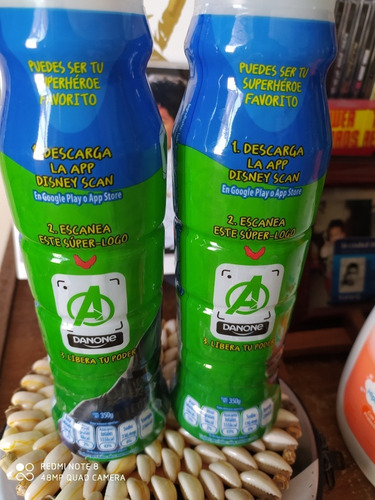 PUEDES SER TU
SUPERHÉROE
FAVORITO
1. DESCARGA
LA APP
DISNEY SCAN
En Google Play o App Store
2. ESCANEA
ESTE SÚPER-LOGO
DANONE
3. LIBERA TU PODER
350g
PUEDES SER TU
SUPERHÉROE
FAVORITO
1. DESCARGA
LA APP
DISNEY SCAN
En Google Play o App Store
2. ESCANEA
ESTE SÚPER-LOGO
DANONE
3. LIBERA TU
350g
REDMI NOTE 8
48MP QUAD CAMERA